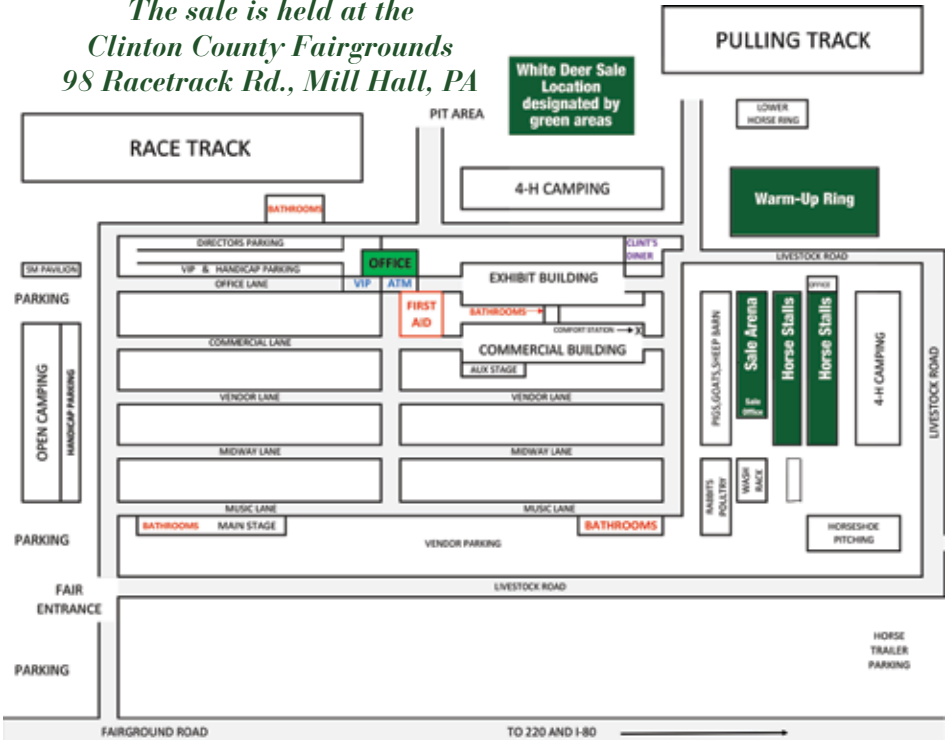 The sale is held at the
Clinton County Fairgrounds
98 Racetrack Rd., Mill Hall, PA
White Deer Sale
Location
designated by
green areas
PULLING TRACK
PIT AREA
LOWER
HORSE RING
RACE TRACK
4-H CAMPING
Warm-Up Ring
BATHROOMS
DIRECTORS PARKING
CLINT'S
DINER
LIVESTOCK ROAD
SM PAVILION
VIP & HANDICAP PARKING
OFFICE
EXHIBIT BUILDING
OFFICE LANE
VIP
ATM
OFFICE
PARKING
FIRST
AID
BATHROOMS
COMFORT STATION
X
COMMERCIAL LANE
COMMERCIAL BUILDING
AUX STAGE
PIGS,GOATS,SHEEP BARN
Sale Arena
Sale
Office
Horse Stalls
Horse Stalls
4-H CAMPING
LIVESTOCK ROAD
OPEN CAMPING
HANDICAP PARKING
VENDOR LANE
VENDOR LANE
MIDWAY LANE
MIDWAY LANE
RABBITS
POULTRY
WASH
RACK
MUSIC LANE
MUSIC LANE
BATHROOMS
MAIN STAGE
BATHROOMS
HORSESHOE
PITCHING
PARKING
VENDOR PARKING
LIVESTOCK ROAD
FAIR
ENTRANCE
HORSE
TRAILER
PARKING
PARKING
FAIRGROUND ROAD
TO 220 AND I-80